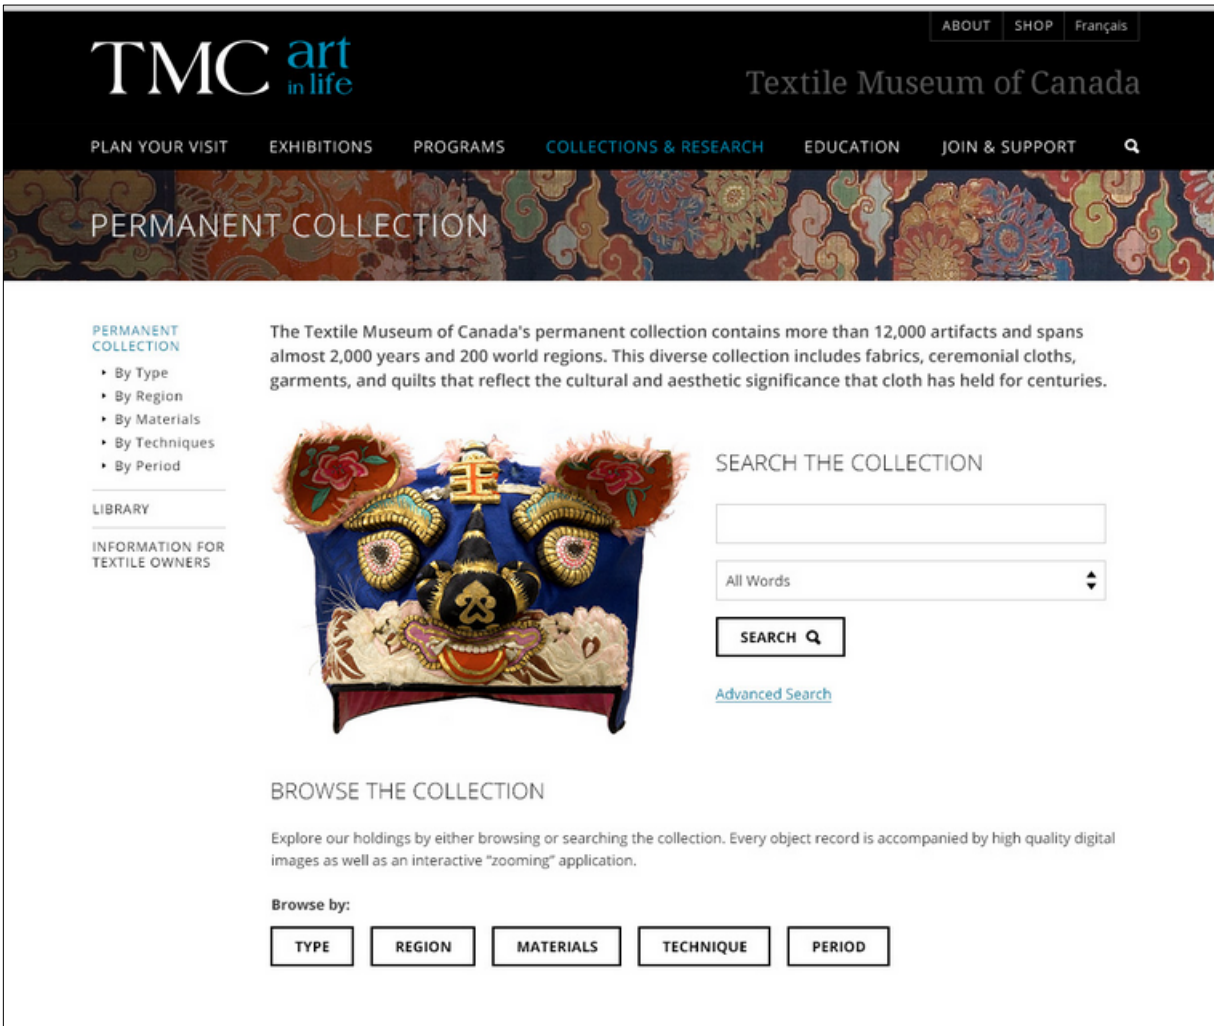 ABOUT SHOP Français
TMC art in life
Textile Museum of Canada
PLAN YOUR VISIT EXHIBITIONS PROGRAMS COLLECTIONS & RESEARCH EDUCATION JOIN & SUPPORT
PERMANENT COLLECTION
PERMANENT
COLLECTION
By Type
By Region
By Materials
By Techniques
By Period
LIBRARY
INFORMATION FOR
TEXTILE OWNERS
The Textile Museum of Canada's permanent collection contains more than 12,000 artifacts and spans
almost 2,000 years and 200 world regions. This diverse collection includes fabrics, ceremonial cloths,
garments, and quilts that reflect the cultural and aesthetic significance that cloth has held for centuries.
王
SEARCH THE COLLECTION
All Words
SEARCH
Advanced Search
BROWSE THE COLLECTION
Explore our holdings by either browsing or searching the collection. Every object record is accompanied by high quality digital
images as well as an interactive “zooming” application.
Browse by:
TYPE REGION MATERIALS TECHNIQUE PERIOD